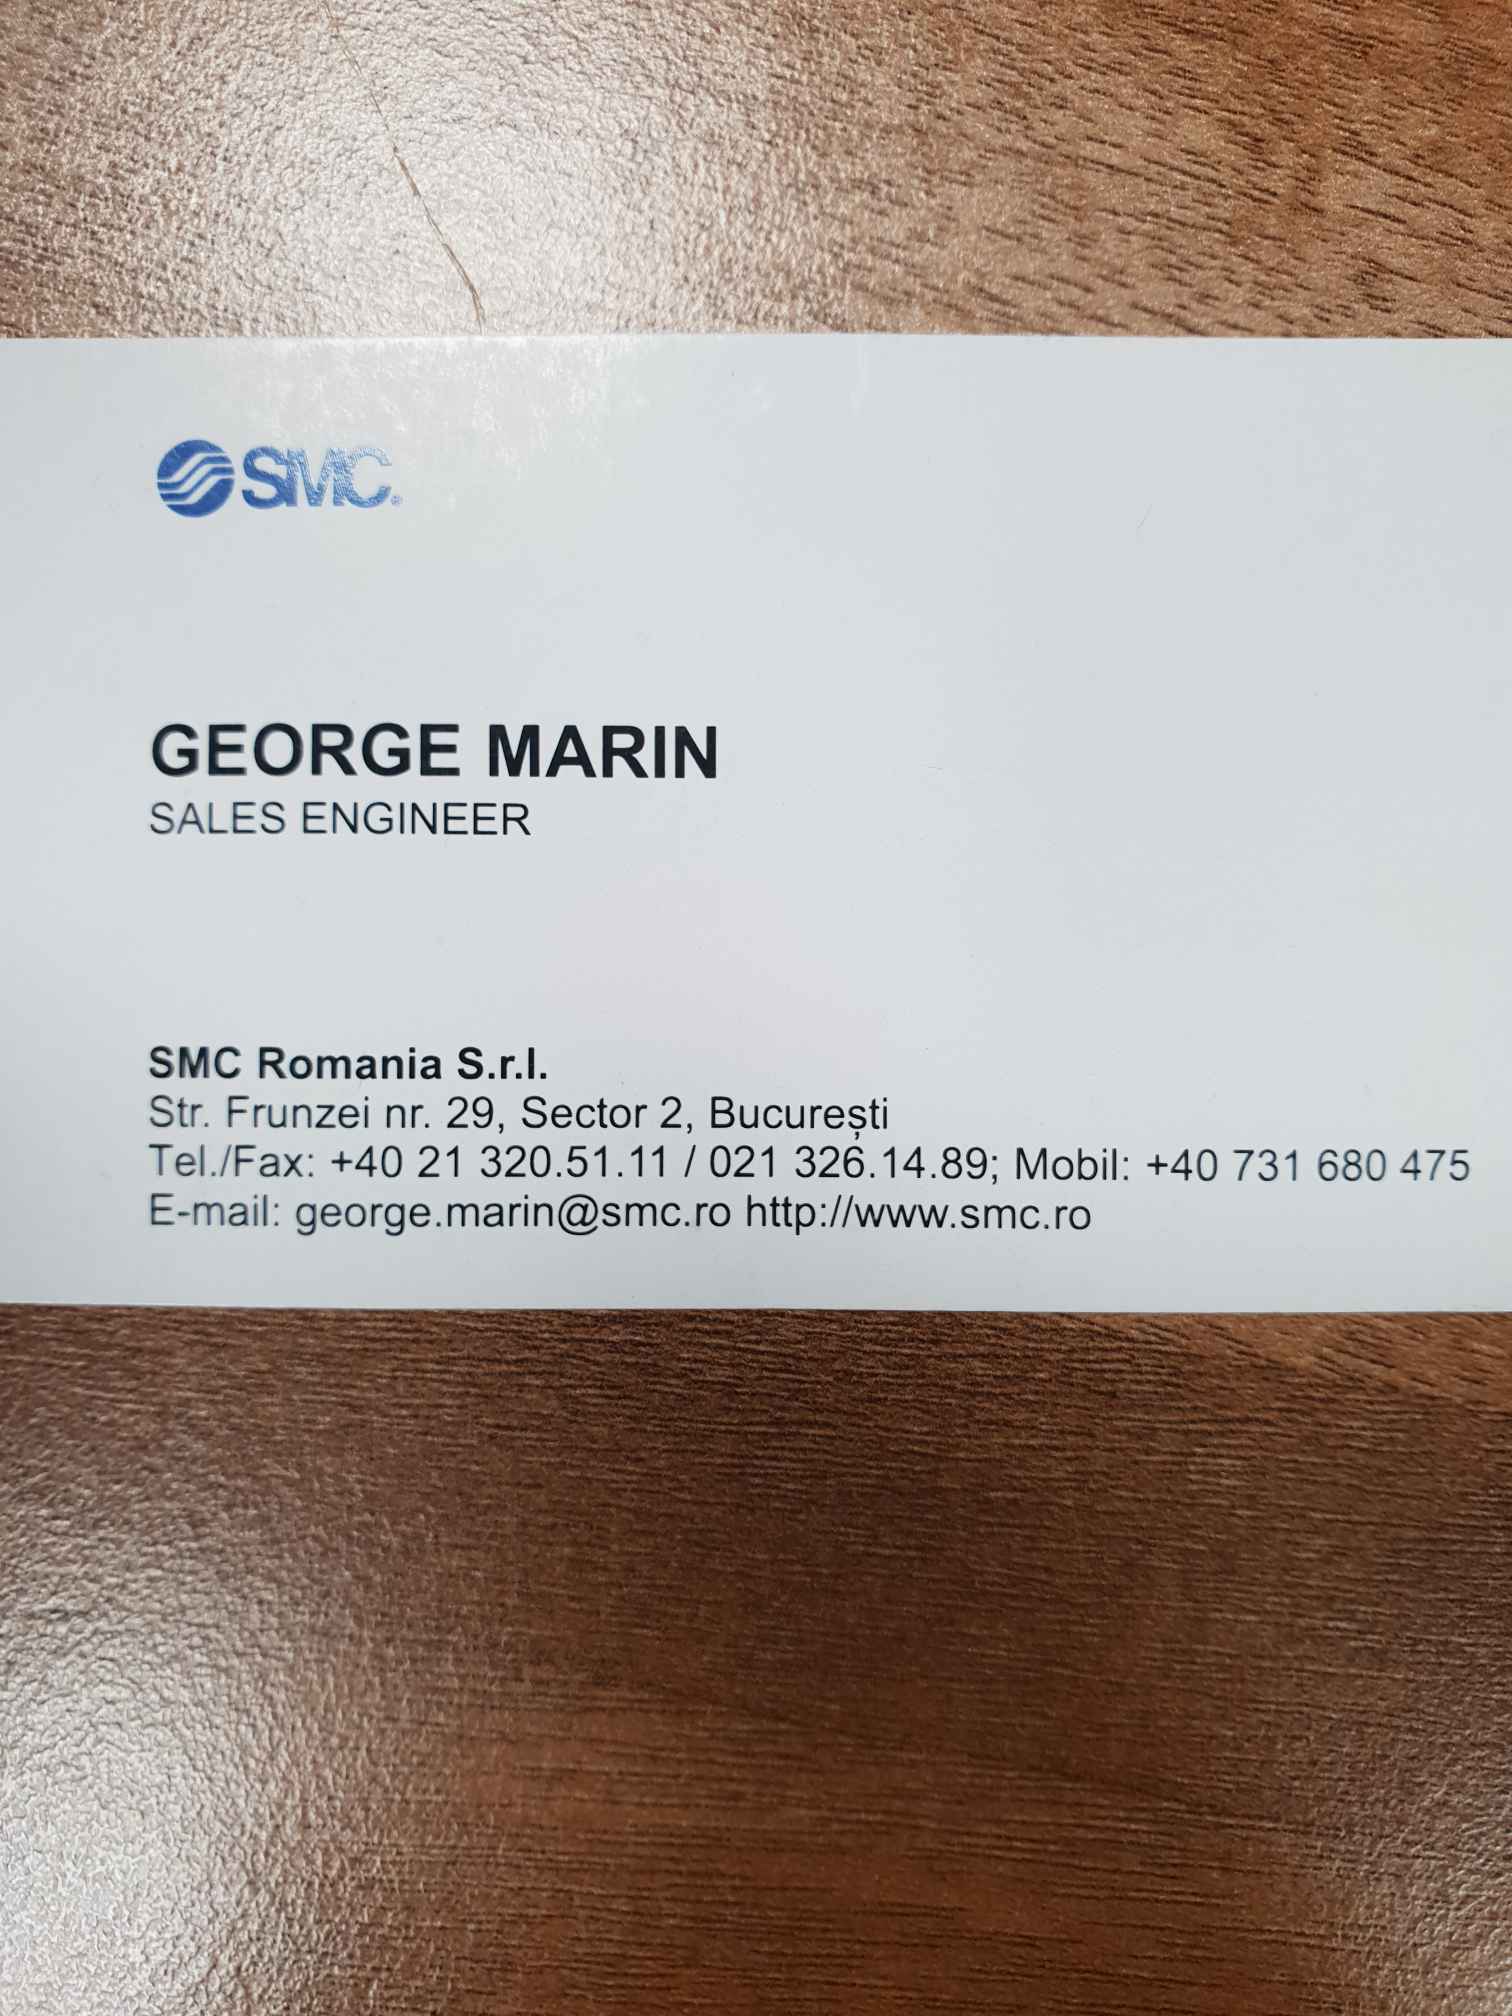 SMC®
GEORGE MARIN
SALES ENGINEER
SMC Romania S.r.l.
Str. Frunzei nr. 29, Sector 2, București
Tel./Fax: +40 21 320.51.11 / 021 326.14.89; Mobil: +40 731 680 475
E-mail: george.marin@smc.ro http://www.smc.ro